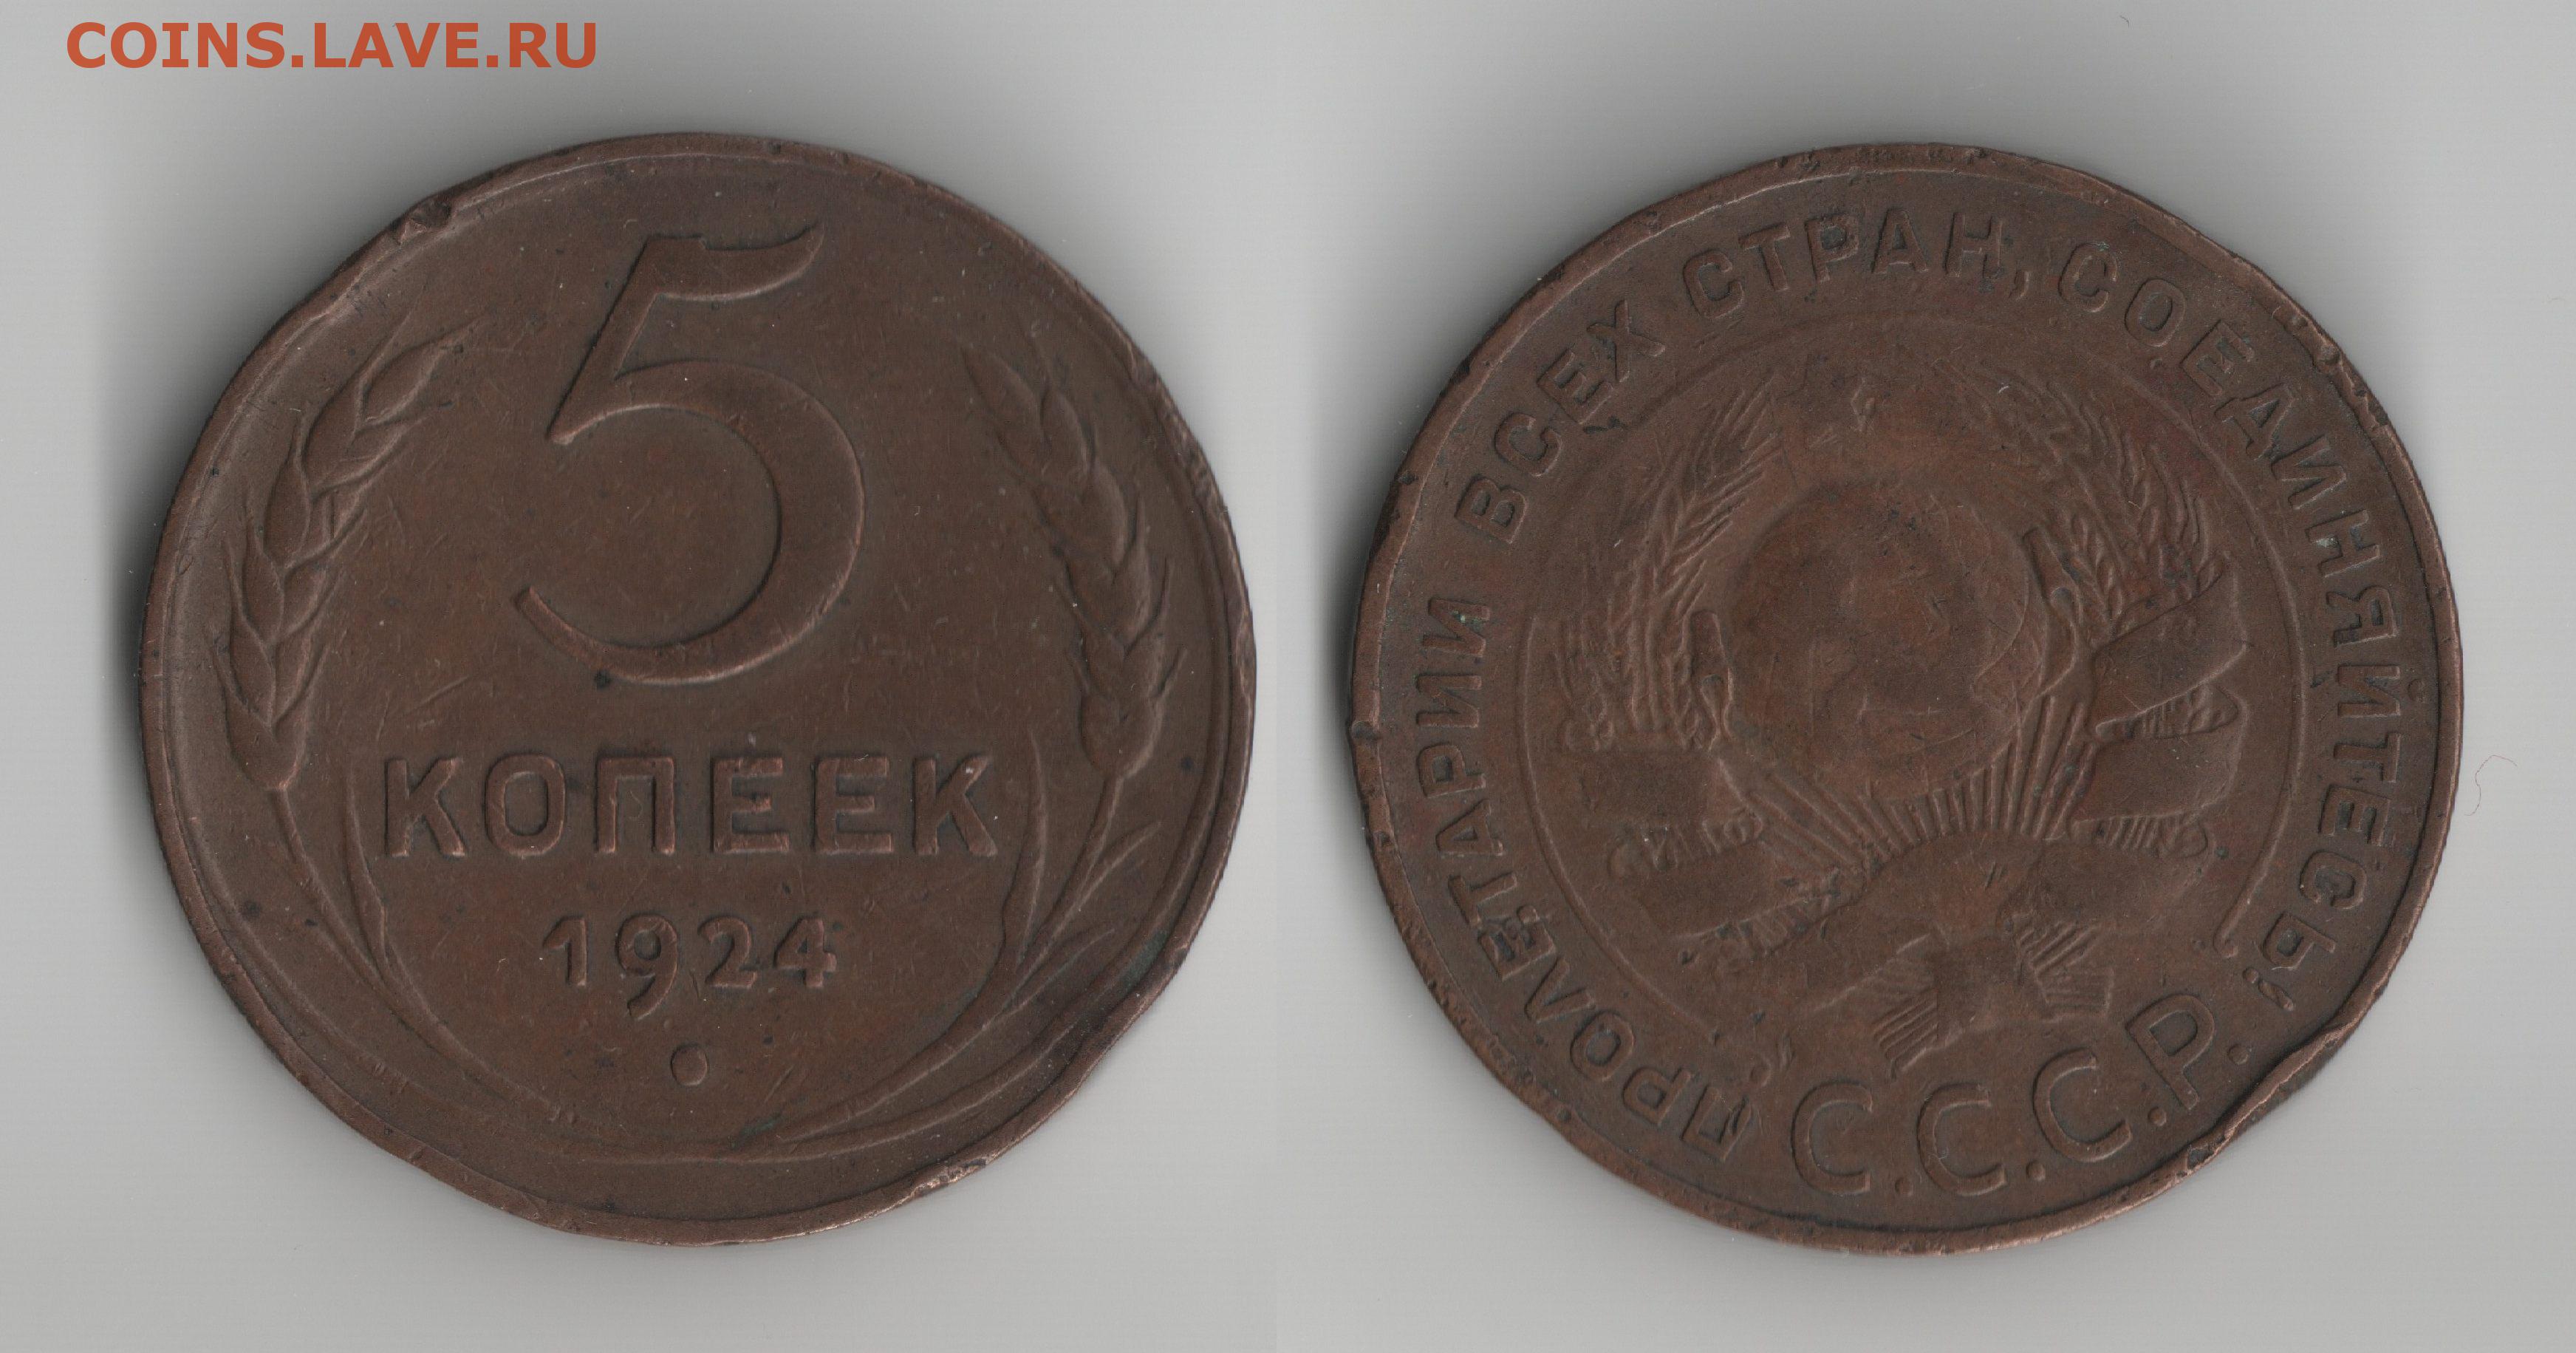 COINS.LAVE.RU
5
КОПЕЕК
1924
ПРОЛЕТАРИИ ВСЕХ СТРАН, СОЕДИНЯЙТЕСЬ!
С.С.С.Р.